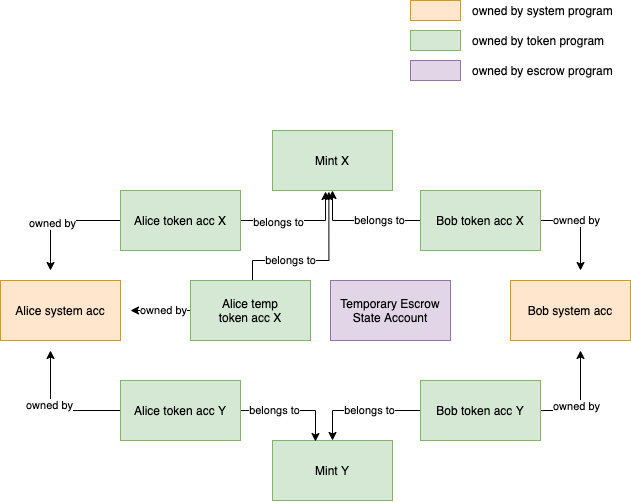 owned by system program
owned by token program
owned by escrow program
Mint X
Alice token acc X
Bob token acc X
owned by
belongs to
belongs to
owned by
belongs to
Alice system acc
owned by
Alice temp
token acc X
Temporary Escrow
State Account
Bob system acc
owned by
Alice token acc Y
belongs to
belongs to
Bob token acc Y
owned by
Mint Y